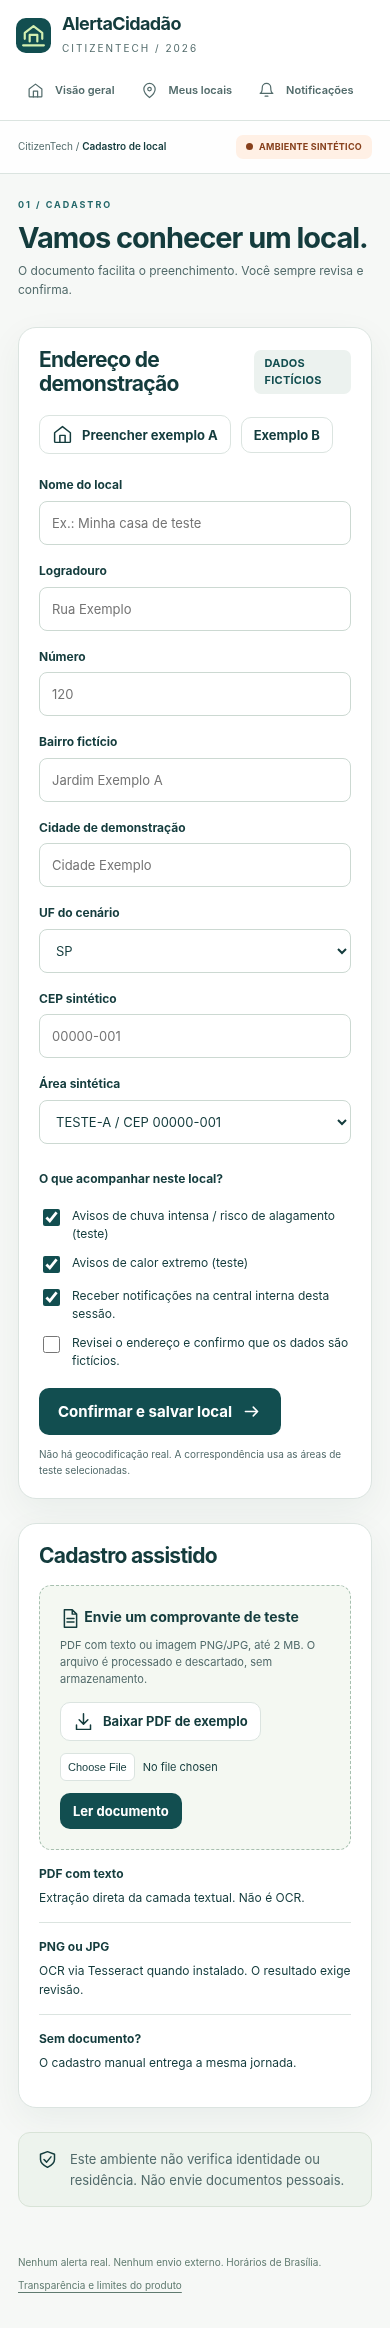 AlertaCidadão
CITIZENTECH / 2026
Visão geral
Meus locais
Notificações
CitizenTech / Cadastro de local
AMBIENTE SINTÉTICO
01 / CADASTRO
Vamos conhecer um local.
O documento facilita o preenchimento. Você sempre revisa e
confirma.
Endereço de
demonstração
DADOS
FICTÍCIOS
Preencher exemplo A
Exemplo B
Nome do local
Ex.: Minha casa de teste
Logradouro
Rua Exemplo
Número
120
Bairro fictício
Jardim Exemplo A
Cidade de demonstração
Cidade Exemplo
UF do cenário
SP
CEP sintético
00000-001
Área sintética
TESTE-A / CEP 00000-001
O que acompanhar neste local?
Avisos de chuva intensa / risco de alagamento
(teste)
Avisos de calor extremo (teste)
Receber notificações na central interna desta
sessão.
Revisei o endereço e confirmo que os dados são
fictícios.
Confirmar e salvar local
Não há geocodificação real. A correspondência usa as áreas de
teste selecionadas.
Cadastro assistido
Envie um comprovante de teste
PDF com texto ou imagem PNG/JPG, até 2 MB. O
arquivo é processado e descartado, sem
armazenamento.
Baixar PDF de exemplo
Choose File No file chosen
Ler documento
PDF com texto
Extração direta da camada textual. Não é OCR.
PNG ou JPG
OCR via Tesseract quando instalado. O resultado exige
revisão.
Sem documento?
O cadastro manual entrega a mesma jornada.
Este ambiente não verifica identidade ou
residência. Não envie documentos pessoais.
Nenhum alerta real. Nenhum envio externo. Horários de Brasília.
Transparência e limites do produto